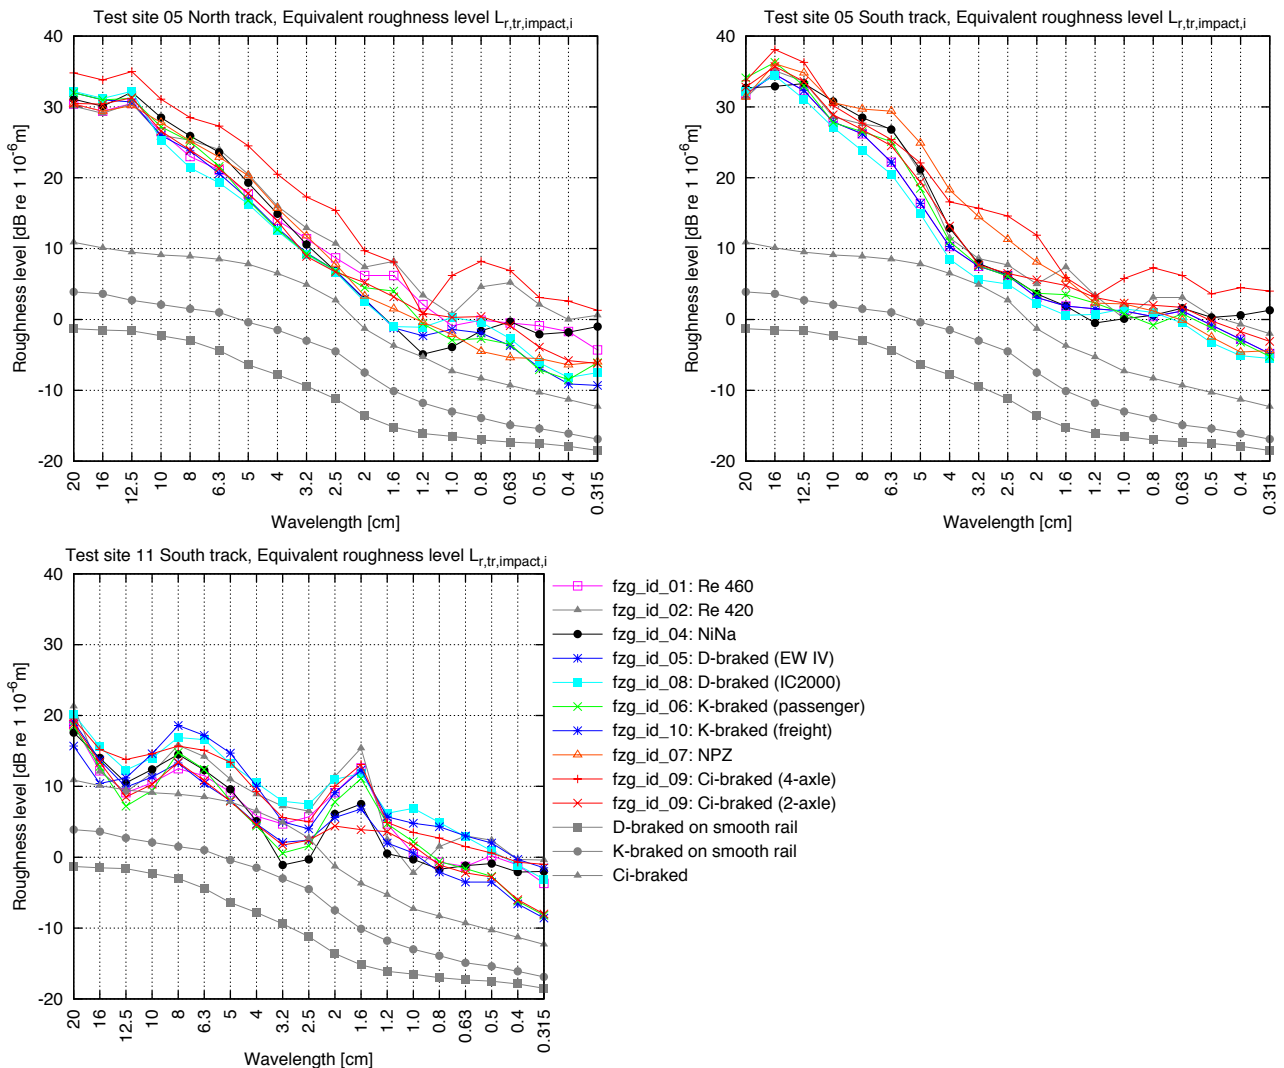 Test site 05 North track, Equivalent roughness level L_r,tr,impact,i
Roughness level [dB re 1 10^-6 m]
40
30
20
10
0
-10
-20
20 16 12.5 10 8 6.3 5 4 3.2 2.5 2 1.6 1.2 1.0 0.8 0.63 0.5 0.4 0.315
Wavelength [cm]
Test site 05 South track, Equivalent roughness level L_r,tr,impact,i
Roughness level [dB re 1 10^-6 m]
40
30
20
10
0
-10
-20
20 16 12.5 10 8 6.3 5 4 3.2 2.5 2 1.6 1.2 1.0 0.8 0.63 0.5 0.4 0.315
Wavelength [cm]
Test site 11 South track, Equivalent roughness level L_r,tr,impact,i
Roughness level [dB re 1 10^-6 m]
40
30
20
10
0
-10
-20
20 16 12.5 10 8 6.3 5 4 3.2 2.5 2 1.6 1.2 1.0 0.8 0.63 0.5 0.4 0.315
Wavelength [cm]
fzg_id_01: Re 460
fzg_id_02: Re 420
fzg_id_04: NiNa
fzg_id_05: D-braked (EW IV)
fzg_id_08: D-braked (IC2000)
fzg_id_06: K-braked (passenger)
fzg_id_10: K-braked (freight)
fzg_id_07: NPZ
fzg_id_09: Ci-braked (4-axle)
fzg_id_09: Ci-braked (2-axle)
D-braked on smooth rail
K-braked on smooth rail
Ci-braked